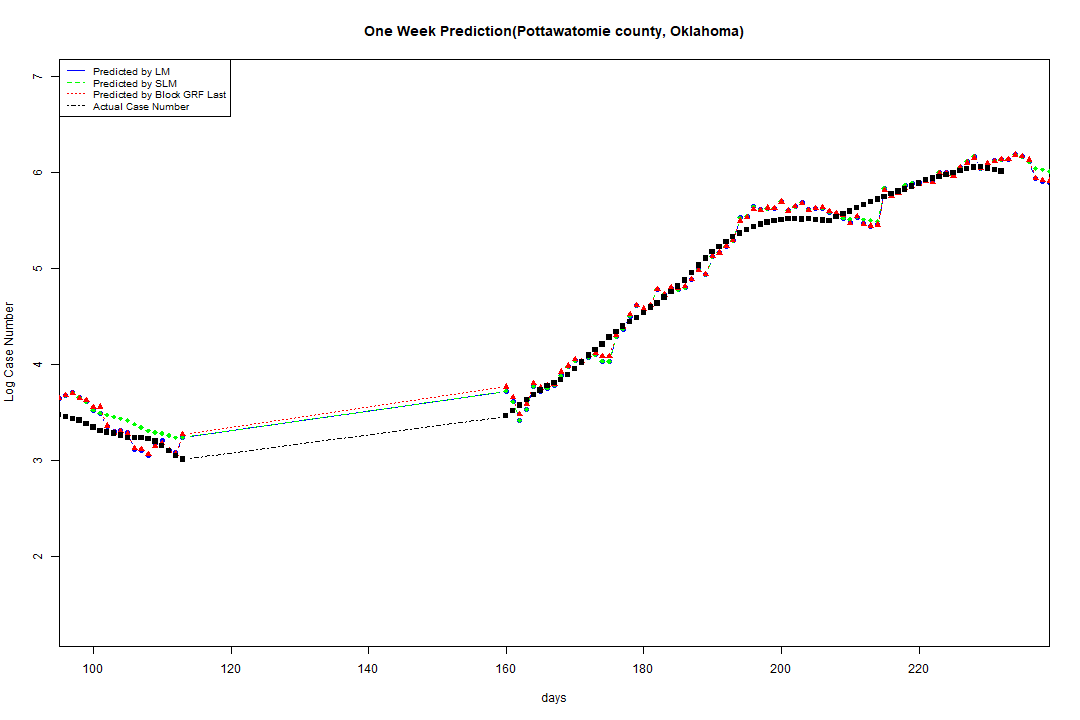 One Week Prediction(Pottawatomie county, Oklahoma)
Predicted by LM
Predicted by SLM
Predicted by Block GRF Last
Actual Case Number
7
6
5
4
3
2
Log Case Number
100 120 140 160 180 200 220
days